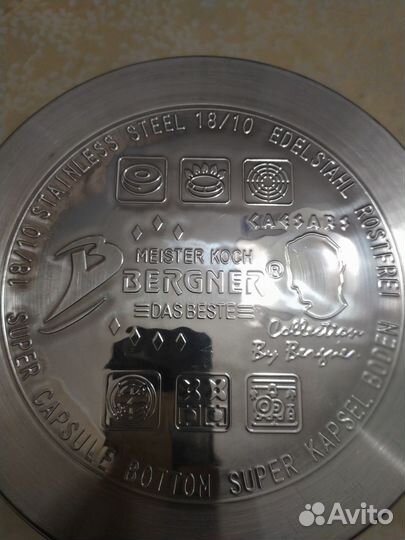 18/10 STAINLESS STEEL 18/10 EDELSTAHL ROSTFREI
KAESARS
MEISTER KOCH
B BERGNER®
DAS BESTE
Collection
By Bergner
SUPER CAPSULE BOTTOM SUPER KAPSEL BODEN
Avito